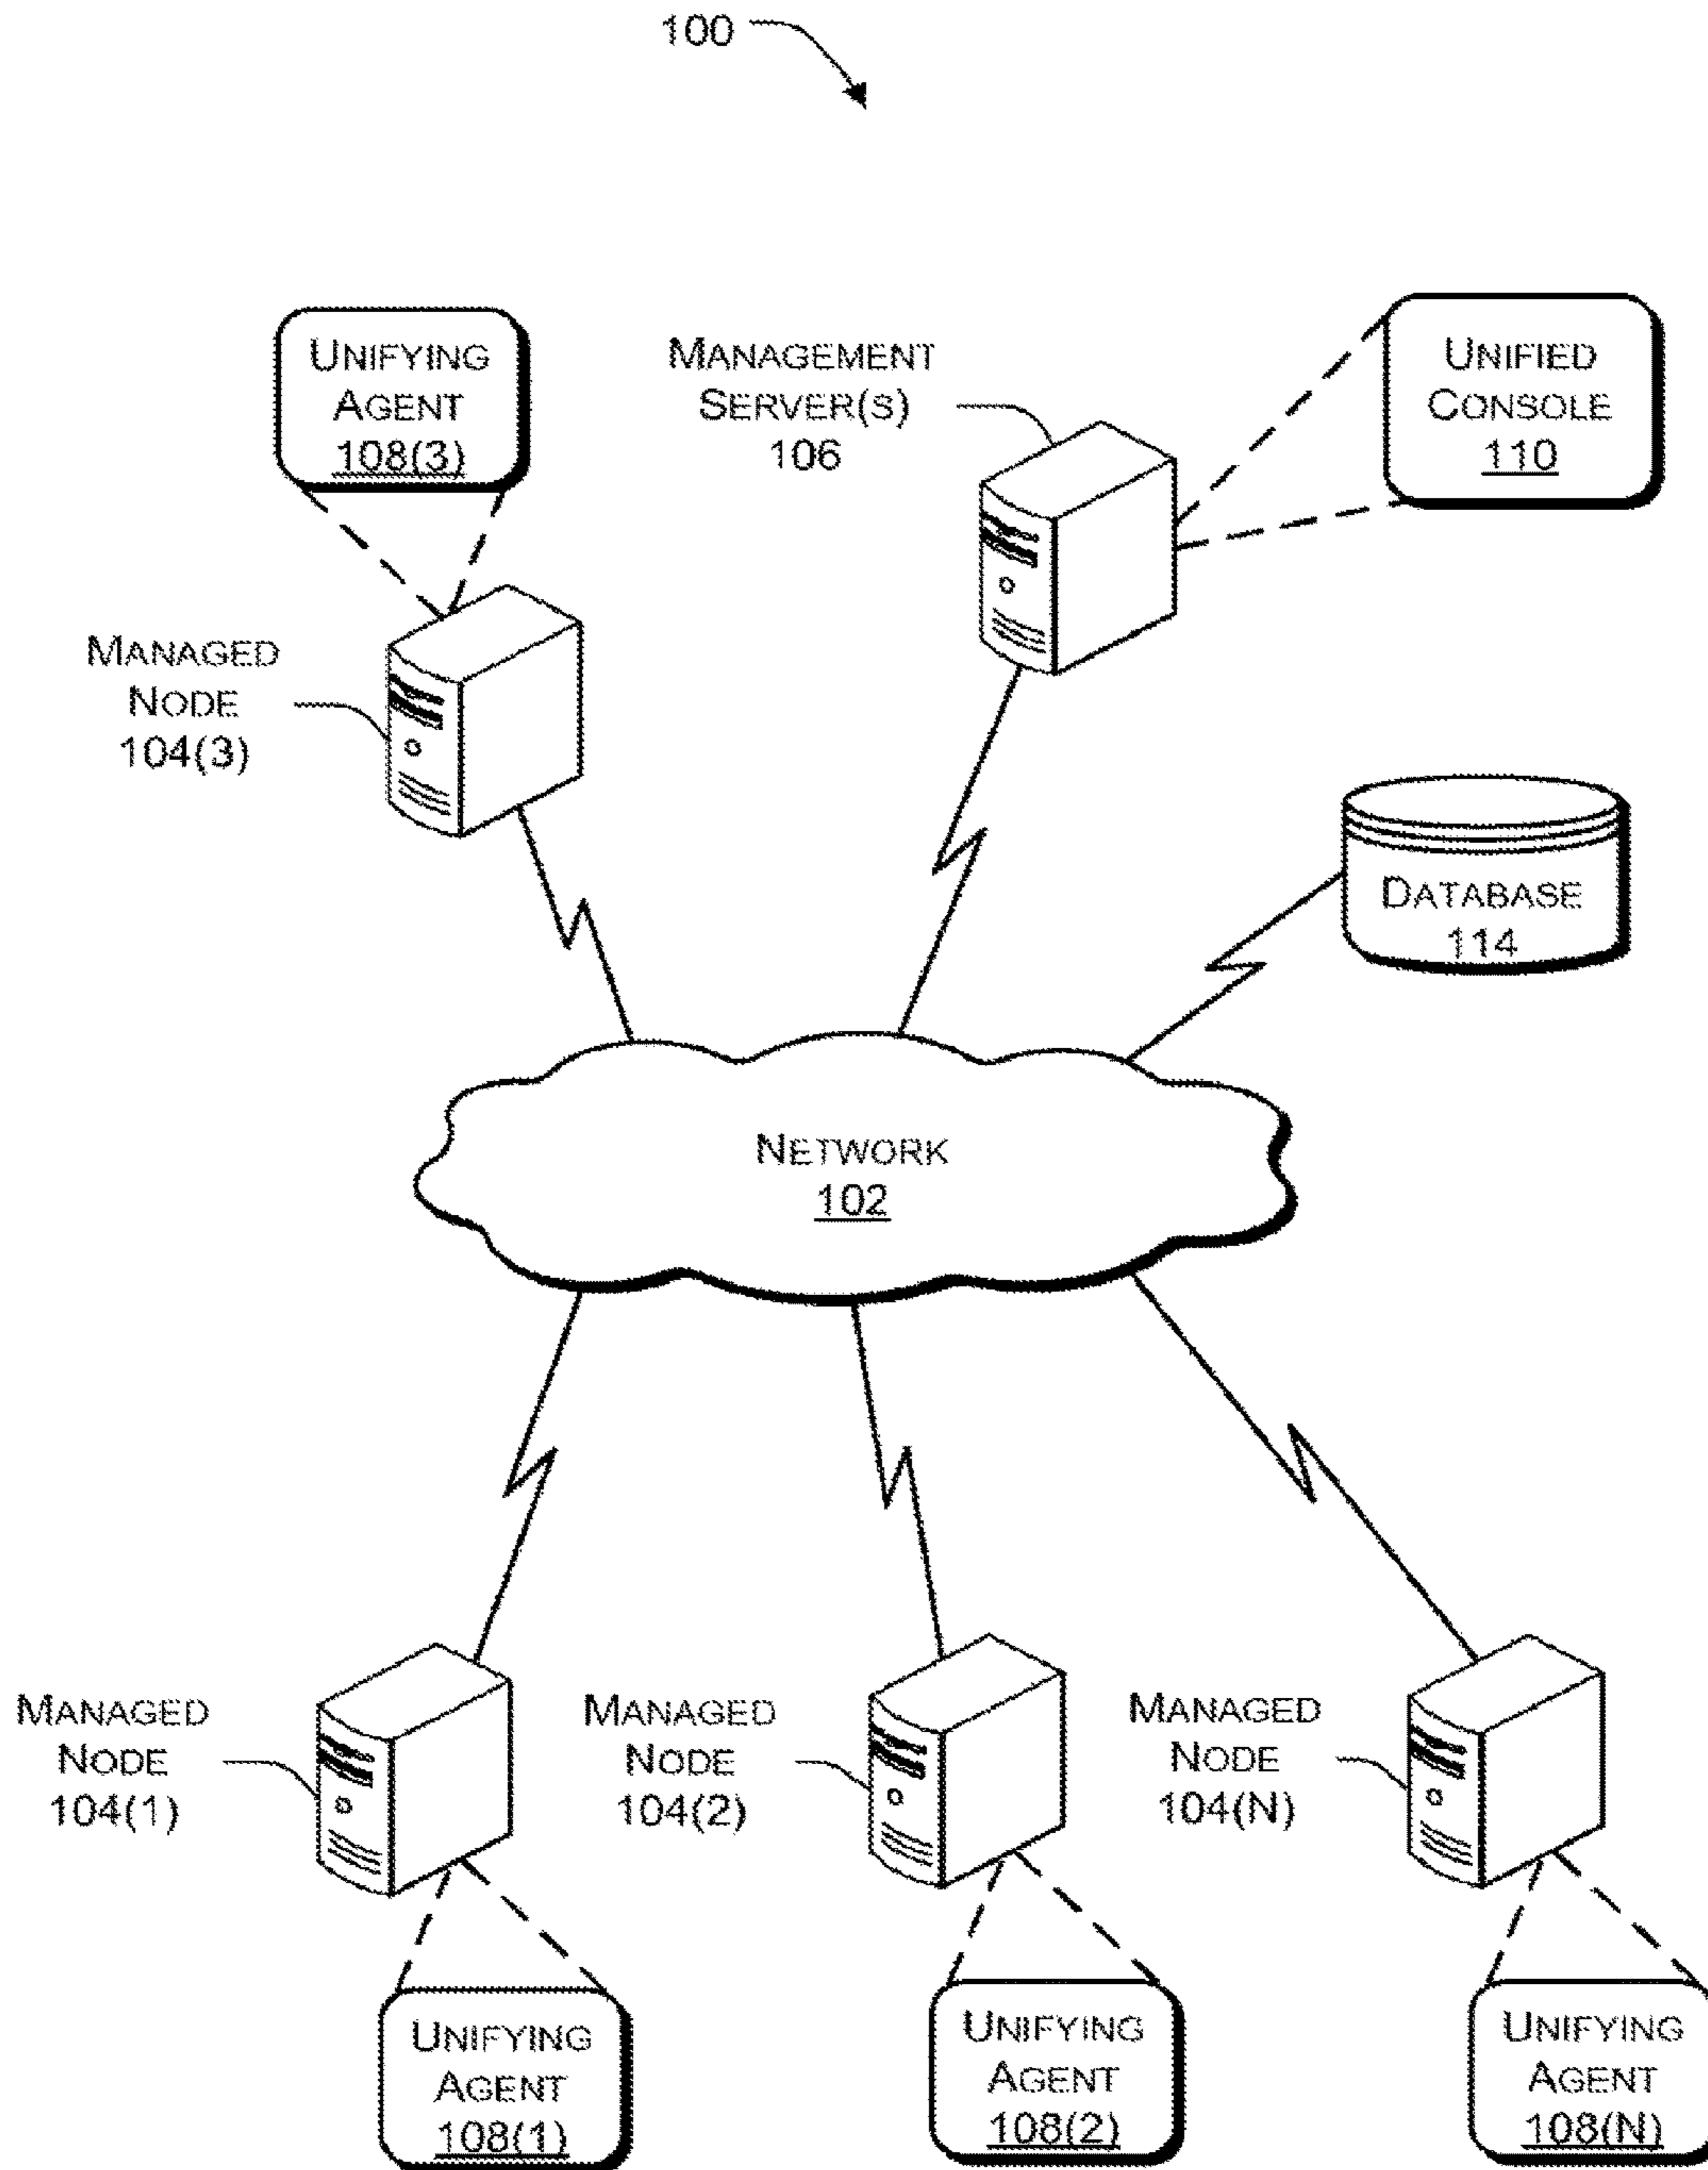 100
UNIFYING
AGENT
108(3)
MANAGEMENT
SERVER(S)
106
UNIFIED
CONSOLE
110
MANAGED
NODE
104(3)
DATABASE
114
NETWORK
102
MANAGED
NODE
104(1)
MANAGED
NODE
104(2)
MANAGED
NODE
104(N)
UNIFYING
AGENT
108(1)
UNIFYING
AGENT
108(2)
UNIFYING
AGENT
108(N)